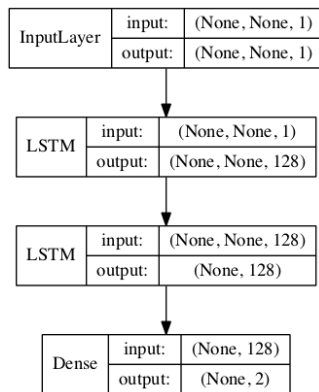 InputLayer
input: (None, None, 1)
output: (None, None, 1)
LSTM
input: (None, None, 1)
output: (None, None, 128)
LSTM
input: (None, None, 128)
output: (None, 128)
Dense
input: (None, 128)
output: (None, 2)